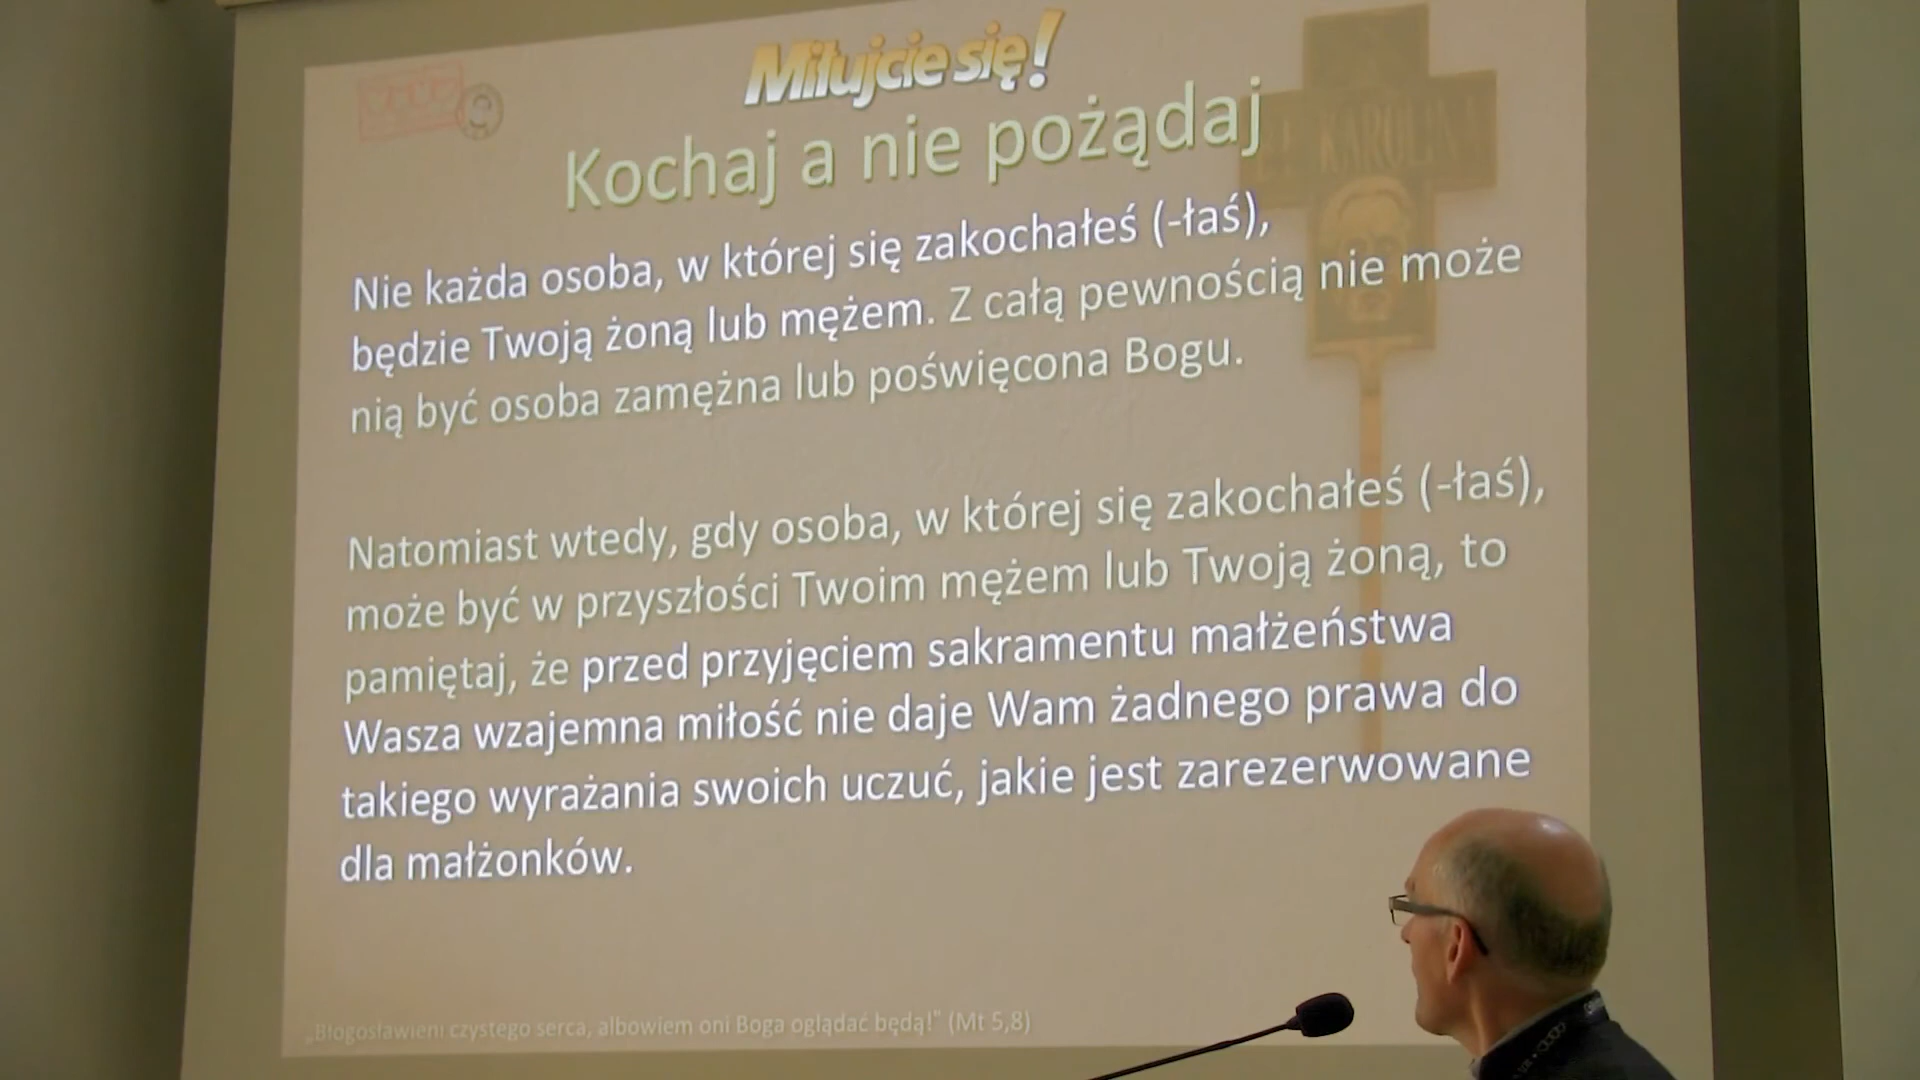 Miłujcie się!
Kochaj a nie pożądaj
KAROLINA
Nie każda osoba, w której się zakochałeś (-łaś),
będzie Twoją żoną lub mężem. Z całą pewnością nie może
nią być osoba zamężna lub poświęcona Bogu.
Natomiast wtedy, gdy osoba, w której się zakochałeś (-łaś),
może być w przyszłości Twoim mężem lub Twoją żoną, to
pamiętaj, że przed przyjęciem sakramentu małżeństwa
Wasza wzajemna miłość nie daje Wam żadnego prawa do
takiego wyrażania swoich uczuć, jakie jest zarezerwowane
dla małżonków.
„Błogosławieni czystego serca, albowiem oni Boga oglądać będą!" (Mt 5,8)